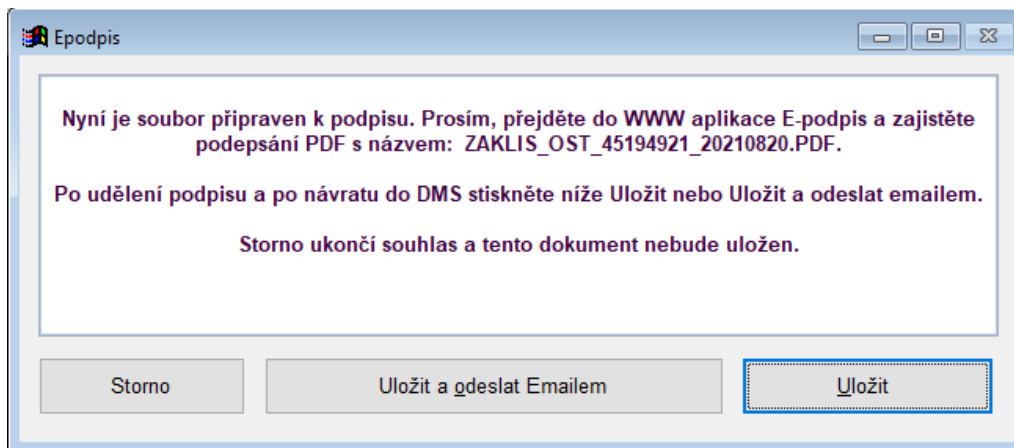 Epodpis
Nyní je soubor připraven k podpisu. Prosím, přejděte do WWW aplikace E-podpis a zajistěte
podepsání PDF s názvem: ZAKLIS_OST_45194921_20210820.PDF.
Po udělení podpisu a po návratu do DMS stiskněte níže Uložit nebo Uložit a odeslat emailem.
Storno ukončí souhlas a tento dokument nebude uložen.
Storno
Uložit a odeslat Emailem
Uložit